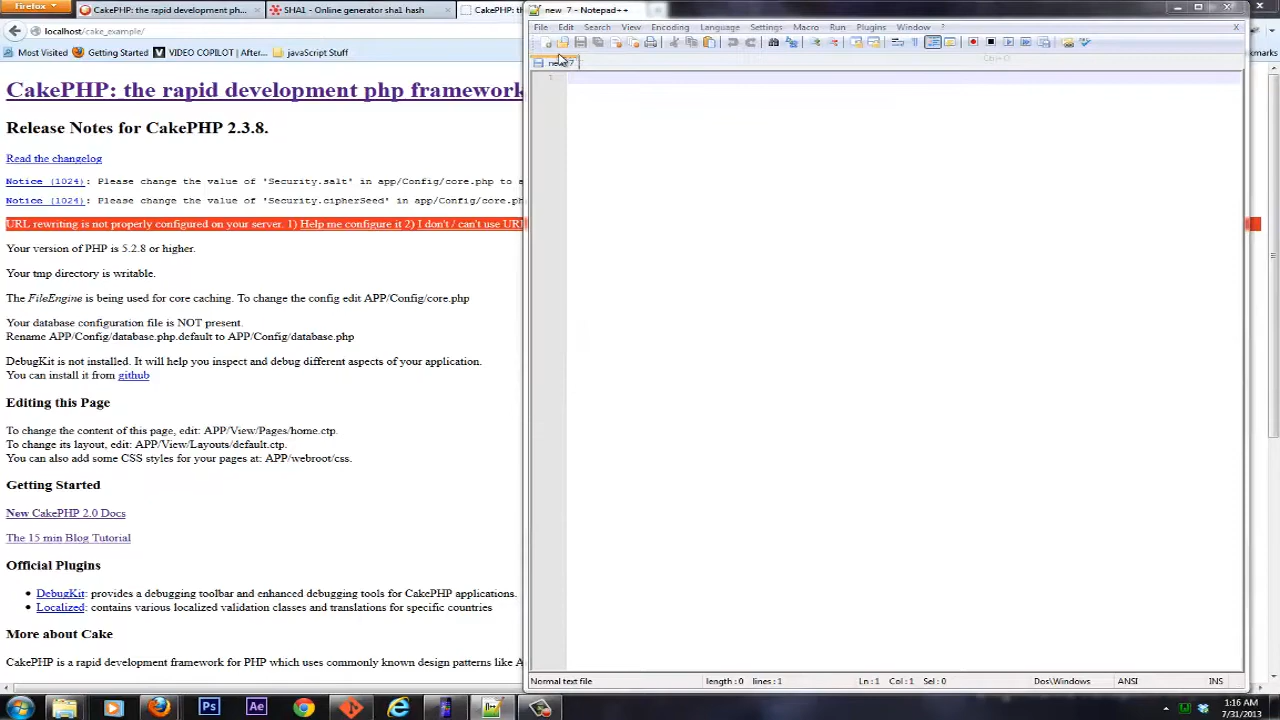 Firefox
CakePHP: the rapid development ph...
SHA1 - Online generator sha1 hash
CakePHP: the rapid
localhost/cake_example/
Most Visited
Getting Started
VIDEO COPILOT | After...
javaScript Stuff
CakePHP: the rapid development php framework
Release Notes for CakePHP 2.3.8.
Read the changelog
Notice (1024): Please change the value of 'Security.salt' in app/Config/core.php to a
Notice (1024): Please change the value of 'Security.cipherSeed' in app/Config/core.ph
URL rewriting is not properly configured on your server. 1) Help me configure it 2) I don't / can't use URL
Your version of PHP is 5.2.8 or higher.
Your tmp directory is writable.
The FileEngine is being used for core caching. To change the config edit APP/Config/core.php
Your database configuration file is NOT present.
Rename APP/Config/database.php.default to APP/Config/database.php
DebugKit is not installed. It will help you inspect and debug different aspects of your application.
You can install it from github
Editing this Page
To change the content of this page, edit: APP/View/Pages/home.ctp.
To change its layout, edit: APP/View/Layouts/default.ctp.
You can also add some CSS styles for your pages at: APP/webroot/css.
Getting Started
New CakePHP 2.0 Docs
The 15 min Blog Tutorial
Official Plugins
DebugKit: provides a debugging toolbar and enhanced debugging tools for CakePHP applications.
Localized: contains various localized validation classes and translations for specific countries
More about Cake
CakePHP is a rapid development framework for PHP which uses commonly known design patterns like A
new 7 - Notepad++
File Edit Search View Encoding Language Settings Macro Run Plugins Window ? X
Ctrl+O
new 7
1
Normal text file
length : 0 lines : 1
Ln : 1 Col : 1 Sel : 0
Dos\Windows
ANSI
INS
Ps
Ae
1:16 AM
7/31/2013